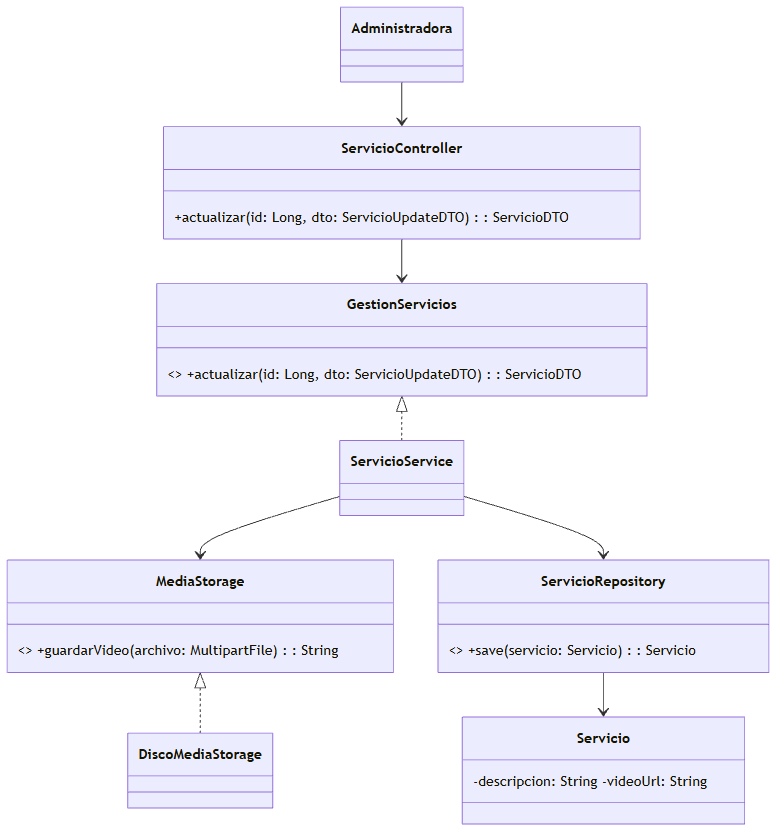 Administradora
ServicioController
+actualizar(id: Long, dto: ServicioUpdateDTO) : : ServicioDTO
GestionServicios
<> +actualizar(id: Long, dto: ServicioUpdateDTO) : : ServicioDTO
ServicioService
MediaStorage
<> +guardarVideo(archivo: MultipartFile) : : String
ServicioRepository
<> +save(servicio: Servicio) : : Servicio
DiscoMediaStorage
Servicio
-descripcion: String -videoUrl: String